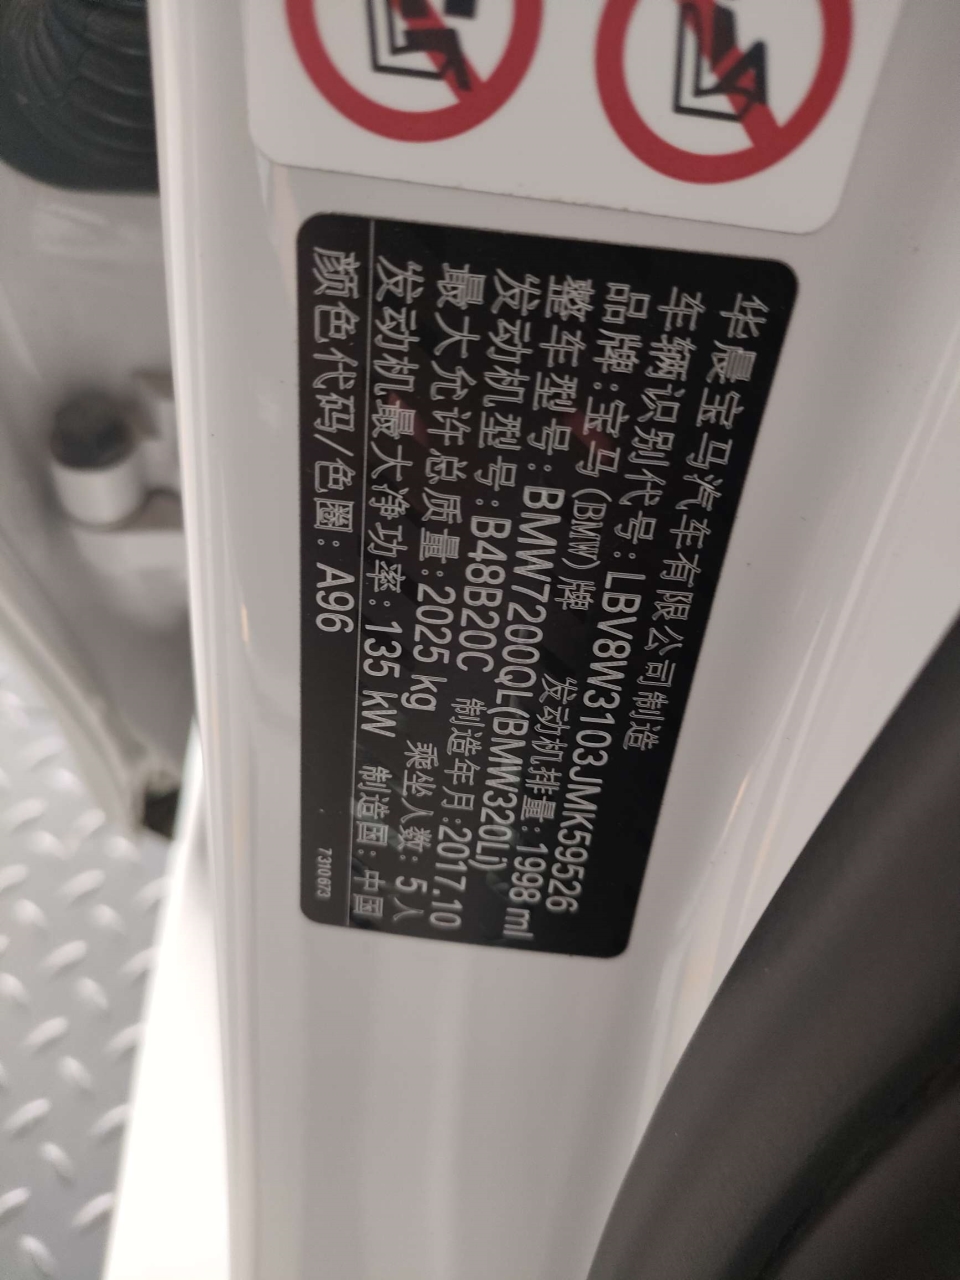 华晨宝马汽车有限公司制造
车辆识别代号:LBV8W3103JMK59526
品牌:宝马(BMW)牌 发动机排量:1998 ml
整车型号:BMW7200QL(BMW320Li)
发动机型号:B48B20C 制造年月:2017.10
最大允许总质量:2025 kg 乘坐人数:5人
发动机最大净功率:135 kW 制造国:中国
颜色代码/色圈:A96
7310673